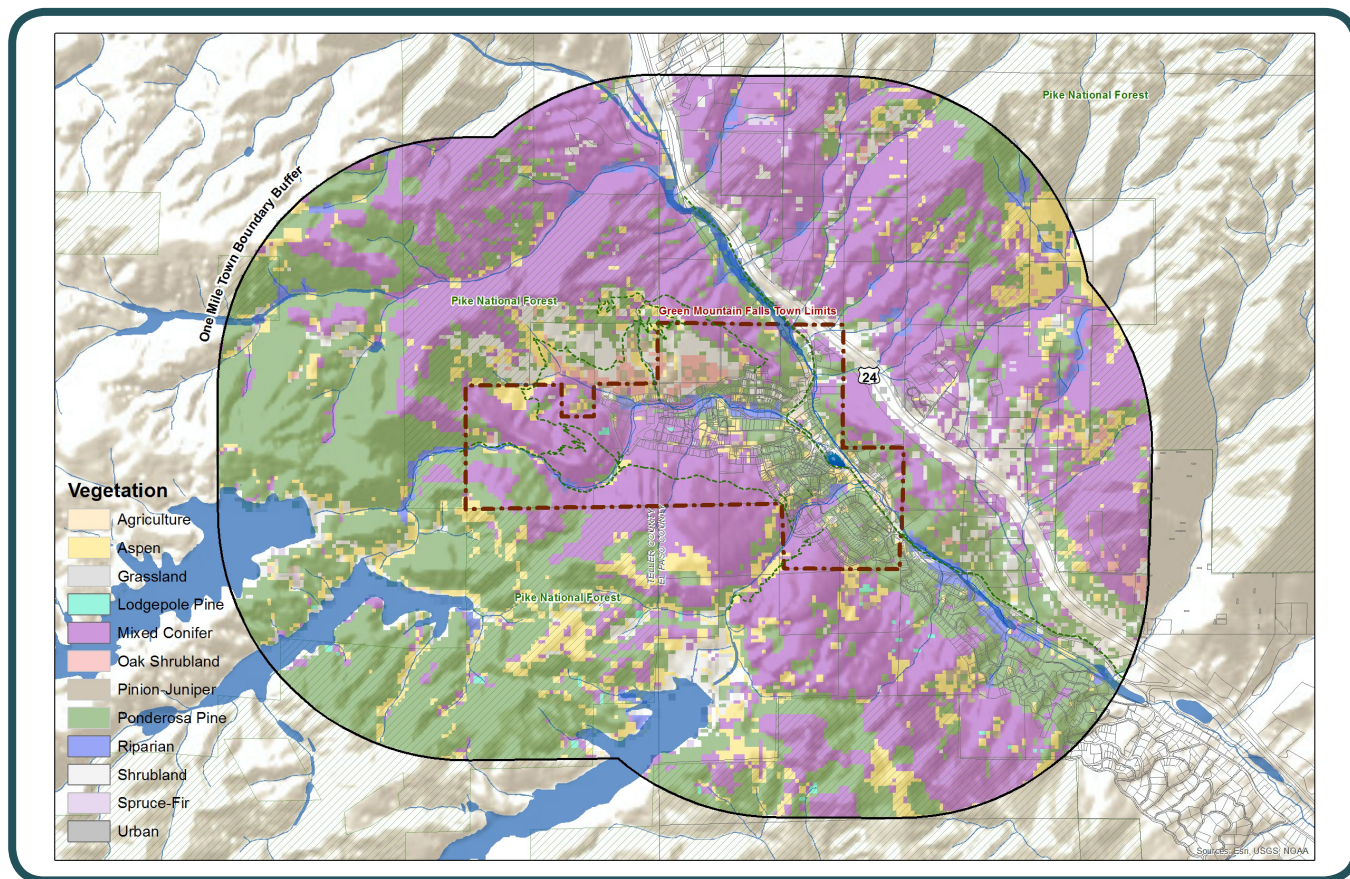 Pike National Forest
One Mile Town Boundary Buffer
Pike National Forest
Green Mountain Falls Town Limits
24
TELLER COUNTY
EL PASO COUNTY
Pike National Forest
Vegetation
Agriculture
Aspen
Grassland
Lodgepole Pine
Mixed Conifer
Oak Shrubland
Pinion-Juniper
Ponderosa Pine
Riparian
Shrubland
Spruce-Fir
Urban
Sources: Esri, USGS, NOAA